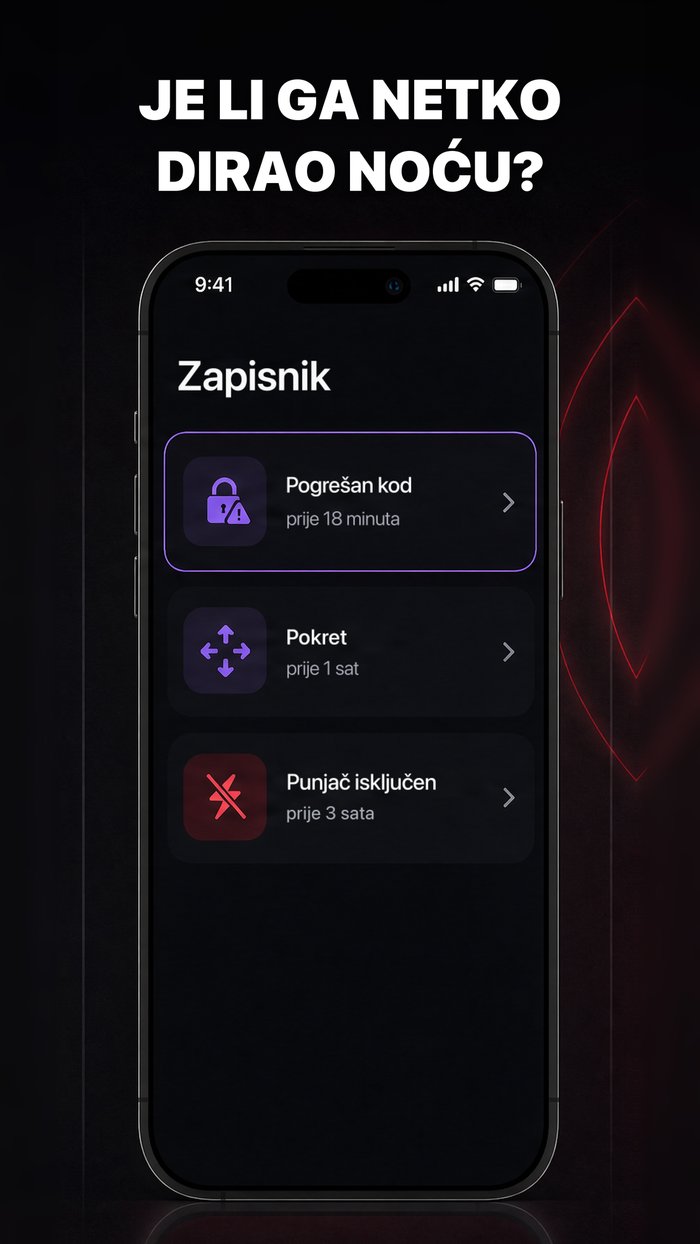 JE LI GA NETKO
DIRAO NOĆU?
9:41
Zapisnik
Pogrešan kod
prije 18 minuta
Pokret
prije 1 sat
Punjač isključen
prije 3 sata